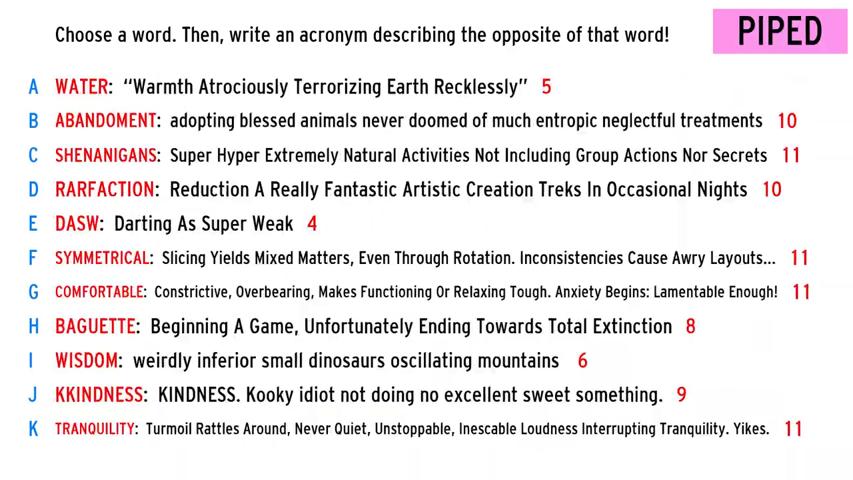 Choose a word. Then, write an acronym describing the opposite of that word!
PIPED
A WATER: “Warmth Atrociously Terrorizing Earth Recklessly” 5
B ABANDOMENT: adopting blessed animals never doomed of much entropic neglectful treatments 10
C SHENANIGANS: Super Hyper Extremely Natural Activities Not Including Group Actions Nor Secrets 11
D RARFACTION: Reduction A Really Fantastic Artistic Creation Treks In Occasional Nights 10
E DASW: Darting As Super Weak 4
F SYMMETRICAL: Slicing Yields Mixed Matters, Even Through Rotation. Inconsistencies Cause Awry Layouts... 11
G COMFORTABLE: Constrictive, Overbearing, Makes Functioning Or Relaxing Tough. Anxiety Begins: Lamentable Enough! 11
H BAGUETTE: Beginning A Game, Unfortunately Ending Towards Total Extinction 8
I WISDOM: weirdly inferior small dinosaurs oscillating mountains 6
J KKINDNESS: KINDNESS. Kooky idiot not doing no excellent sweet something. 9
K TRANQUILITY: Turmoil Rattles Around, Never Quiet, Unstoppable, Inescable Loudness Interrupting Tranquility. Yikes. 11